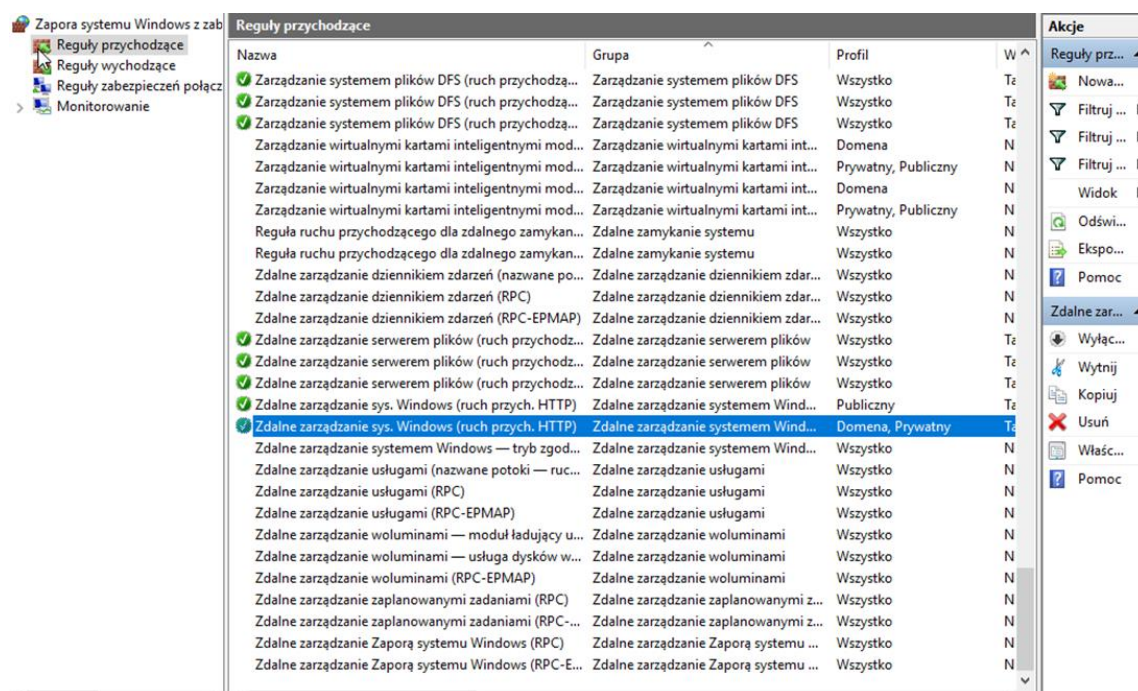 Zapora systemu Windows z zab
Reguły przychodzące
Reguły wychodzące
Reguły zabezpieczeń połącz
Monitorowanie
Reguły przychodzące
Nazwa Grupa Profil W
Zarządzanie systemem plików DFS (ruch przychodzą... Zarządzanie systemem plików DFS Wszystko Ta
Zarządzanie systemem plików DFS (ruch przychodzą... Zarządzanie systemem plików DFS Wszystko Ta
Zarządzanie systemem plików DFS (ruch przychodzą... Zarządzanie systemem plików DFS Wszystko Ta
Zarządzanie wirtualnymi kartami inteligentnymi mod... Zarządzanie wirtualnymi kartami int... Domena N
Zarządzanie wirtualnymi kartami inteligentnymi mod... Zarządzanie wirtualnymi kartami int... Prywatny, Publiczny N
Zarządzanie wirtualnymi kartami inteligentnymi mod... Zarządzanie wirtualnymi kartami int... Domena N
Zarządzanie wirtualnymi kartami inteligentnymi mod... Zarządzanie wirtualnymi kartami int... Prywatny, Publiczny N
Reguła ruchu przychodzącego dla zdalnego zamykan... Zdalne zamykanie systemu Wszystko N
Reguła ruchu przychodzącego dla zdalnego zamykan... Zdalne zamykanie systemu Wszystko N
Zdalne zarządzanie dziennikiem zdarzeń (nazwane po... Zdalne zarządzanie dziennikiem zdar... Wszystko N
Zdalne zarządzanie dziennikiem zdarzeń (RPC) Zdalne zarządzanie dziennikiem zdar... Wszystko N
Zdalne zarządzanie dziennikiem zdarzeń (RPC-EPMAP) Zdalne zarządzanie dziennikiem zdar... Wszystko N
Zdalne zarządzanie serwerem plików (ruch przychodz... Zdalne zarządzanie serwerem plików Wszystko Ta
Zdalne zarządzanie serwerem plików (ruch przychodz... Zdalne zarządzanie serwerem plików Wszystko Ta
Zdalne zarządzanie serwerem plików (ruch przychodz... Zdalne zarządzanie serwerem plików Wszystko Ta
Zdalne zarządzanie sys. Windows (ruch przych. HTTP) Zdalne zarządzanie systemem Wind... Publiczny Ta
Zdalne zarządzanie sys. Windows (ruch przych. HTTP) Zdalne zarządzanie systemem Wind... Domena, Prywatny Ta
Zdalne zarządzanie systemem Windows — tryb zgod... Zdalne zarządzanie systemem Wind... Wszystko N
Zdalne zarządzanie usługami (nazwane potoki — ruc... Zdalne zarządzanie usługami Wszystko N
Zdalne zarządzanie usługami (RPC) Zdalne zarządzanie usługami Wszystko N
Zdalne zarządzanie usługami (RPC-EPMAP) Zdalne zarządzanie usługami Wszystko N
Zdalne zarządzanie woluminami — moduł ładujący u... Zdalne zarządzanie woluminami Wszystko N
Zdalne zarządzanie woluminami — usługa dysków w... Zdalne zarządzanie woluminami Wszystko N
Zdalne zarządzanie woluminami (RPC-EPMAP) Zdalne zarządzanie woluminami Wszystko N
Zdalne zarządzanie zaplanowanymi zadaniami (RPC) Zdalne zarządzanie zaplanowanymi z... Wszystko N
Zdalne zarządzanie zaplanowanymi zadaniami (RPC-... Zdalne zarządzanie zaplanowanymi z... Wszystko N
Zdalne zarządzanie Zaporą systemu Windows (RPC) Zdalne zarządzanie Zaporą systemu ... Wszystko N
Zdalne zarządzanie Zaporą systemu Windows (RPC-E... Zdalne zarządzanie Zaporą systemu ... Wszystko N
Akcje
Reguły prz...
Nowa...
Filtruj ...
Filtruj ...
Filtruj ...
Widok
Odświ...
Ekspo...
Pomoc
Zdalne zar...
Wyłąc...
Wytnij
Kopiuj
Usuń
Właśc...
Pomoc